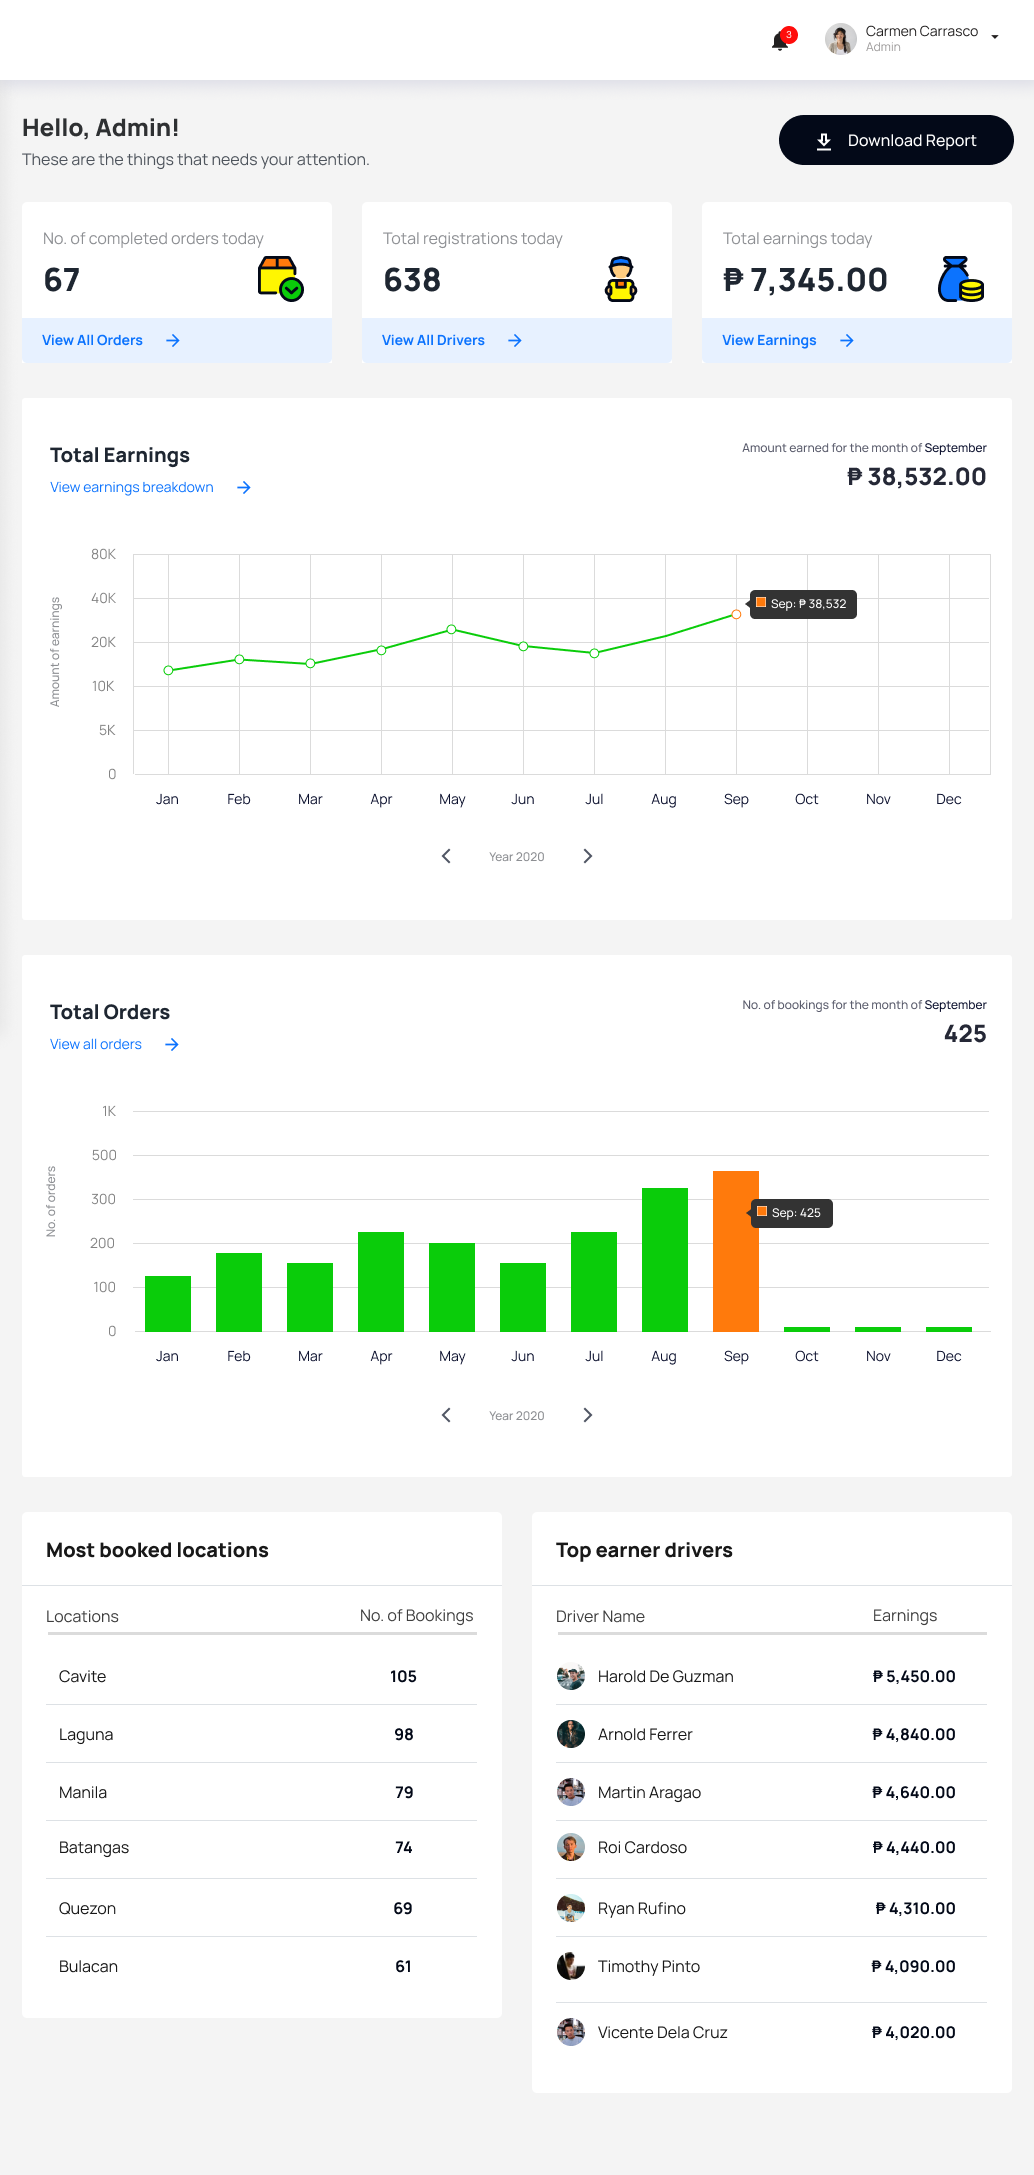 3
Carmen Carrasco
Admin
Hello, Admin!
These are the things that needs your attention.
Download Report
No. of completed orders today
67
View All Orders
Total registrations today
638
View All Drivers
Total earnings today
₱ 7,345.00
View Earnings
Total Earnings
View earnings breakdown
Amount earned for the month of September
₱ 38,532.00
Amount of earnings
80K
40K
20K
10K
5K
0
Sep: ₱ 38,532
Jan Feb Mar Apr May Jun Jul Aug Sep Oct Nov Dec
Year 2020
Total Orders
View all orders
No. of bookings for the month of September
425
No. of orders
1K
500
300
200
100
0
Sep: 425
Jan Feb Mar Apr May Jun Jul Aug Sep Oct Nov Dec
Year 2020
Most booked locations
Locations No. of Bookings
Cavite 105
Laguna 98
Manila 79
Batangas 74
Quezon 69
Bulacan 61
Top earner drivers
Driver Name Earnings
Harold De Guzman ₱ 5,450.00
Arnold Ferrer ₱ 4,840.00
Martin Aragao ₱ 4,640.00
Roi Cardoso ₱ 4,440.00
Ryan Rufino ₱ 4,310.00
Timothy Pinto ₱ 4,090.00
Vicente Dela Cruz ₱ 4,020.00